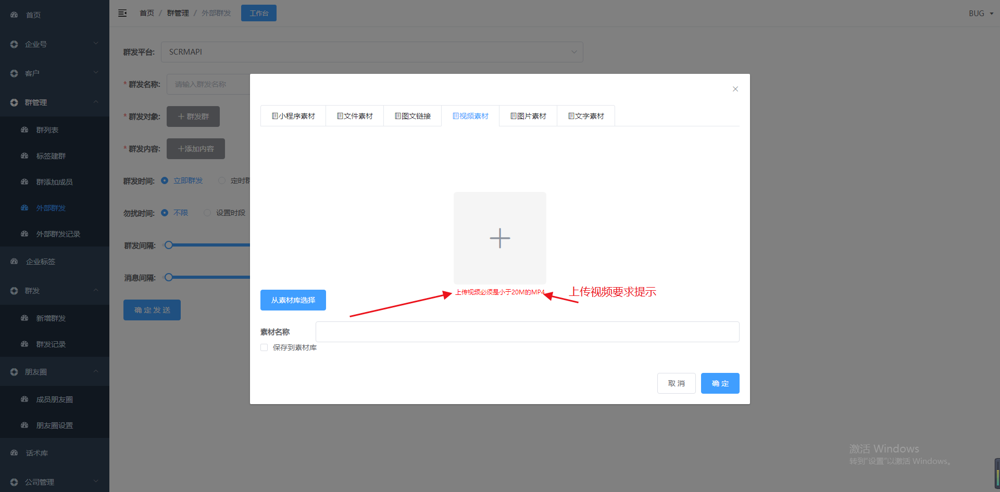 首页
企业号
客户
群管理
群列表
标签建群
群添加成员
外部群发
外部群发记录
企业标签
群发
新增群发
群发记录
朋友圈
成员朋友圈
朋友圈设置
话术库
公司管理
首页 / 群管理 / 外部群发 工作台
BUG
群发平台: SCRMAPI
* 群发名称: 请输入群发名称
* 群发对象: 群发群
* 群发内容: 添加内容
群发时间: 立即群发 定时群
勿扰时间: 不限 设置时段
群发间隔:
消息间隔:
确 定 发 送
小程序素材 文件素材 图文链接 视频素材 图片素材 文字素材
上传视频必须是小于20M的MP4
上传视频要求提示
从素材库选择
素材名称
保存到素材库
取 消 确 定
激活 Windows
转到"设置"以激活 Windows。